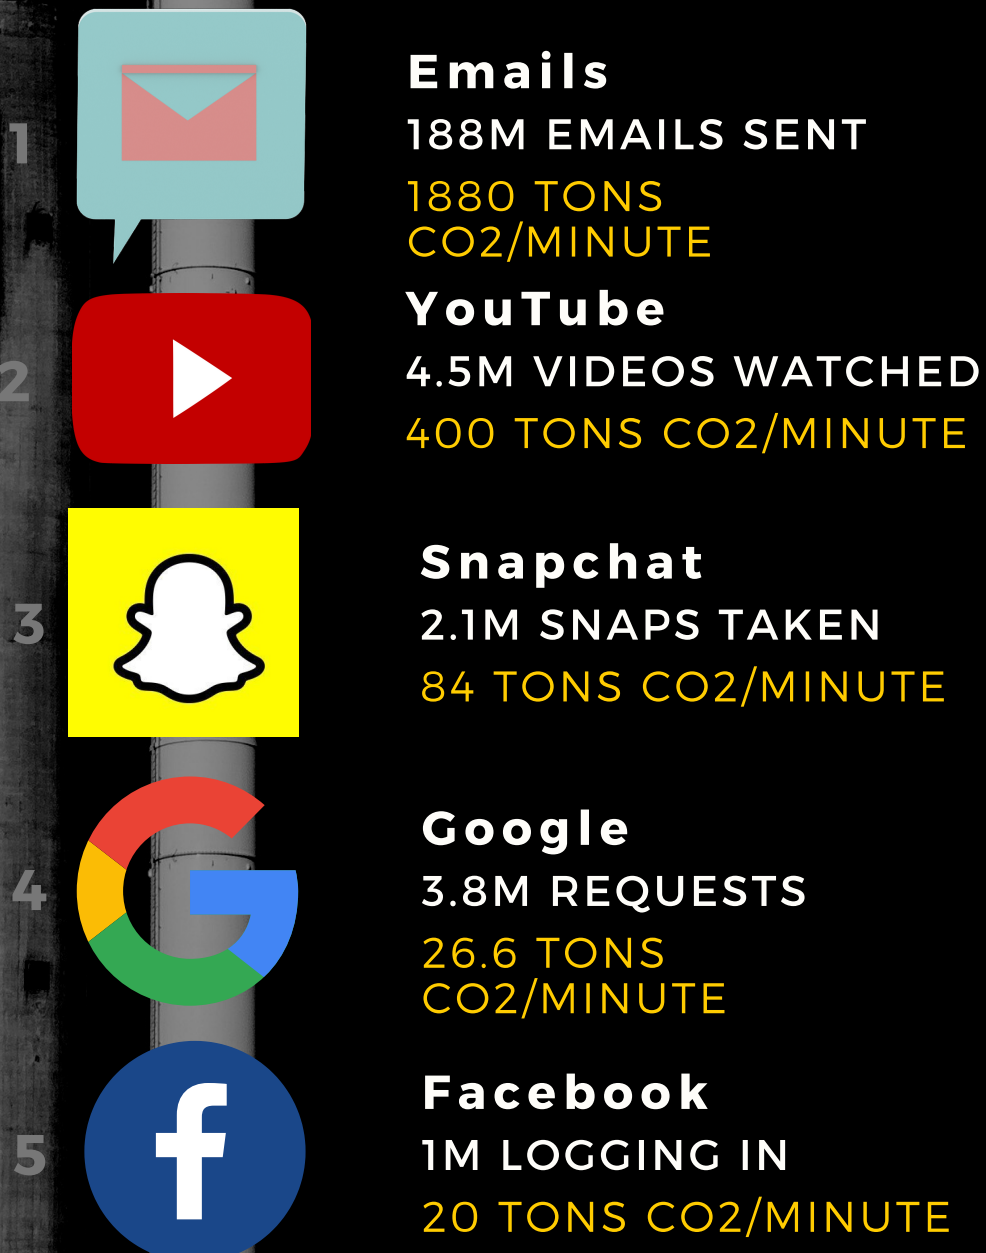 1
Emails
188M EMAILS SENT
1880 TONS
CO2/MINUTE
2
YouTube
4.5M VIDEOS WATCHED
400 TONS CO2/MINUTE
3
Snapchat
2.1M SNAPS TAKEN
84 TONS CO2/MINUTE
4
Google
3.8M REQUESTS
26.6 TONS
CO2/MINUTE
5
Facebook
1M LOGGING IN
20 TONS CO2/MINUTE